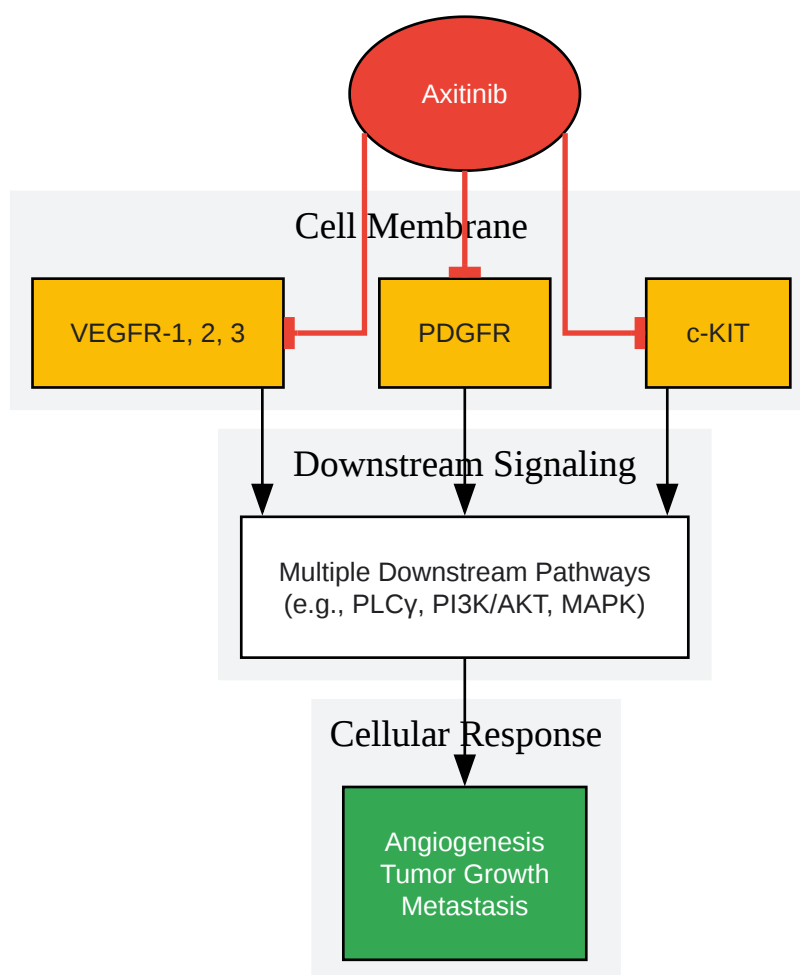 Axitinib
Cell Membrane
VEGFR-1, 2, 3
PDGFR
c-KIT
Downstream Signaling
Multiple Downstream Pathways
(e.g., PLCγ, PI3K/AKT, MAPK)
Cellular Response
Angiogenesis
Tumor Growth
Metastasis